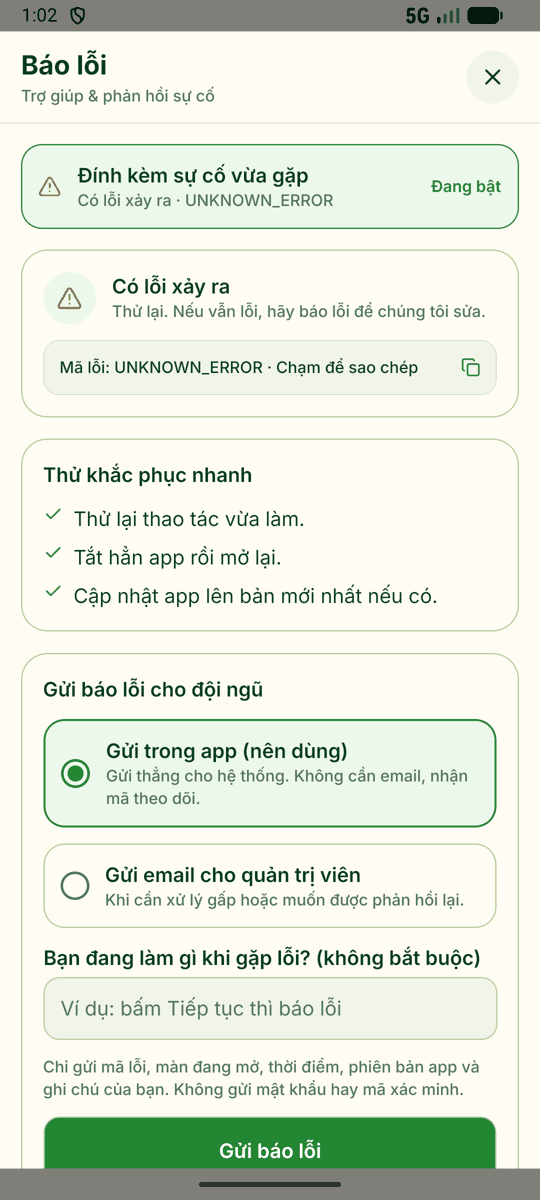 1:02
5G
Báo lỗi
Trợ giúp & phản hồi sự cố
Đính kèm sự cố vừa gặp
Có lỗi xảy ra · UNKNOWN_ERROR
Đang bật
Có lỗi xảy ra
Thử lại. Nếu vẫn lỗi, hãy báo lỗi để chúng tôi sửa.
Mã lỗi: UNKNOWN_ERROR · Chạm để sao chép
Thử khắc phục nhanh
Thử lại thao tác vừa làm.
Tắt hẳn app rồi mở lại.
Cập nhật app lên bản mới nhất nếu có.
Gửi báo lỗi cho đội ngũ
Gửi trong app (nên dùng)
Gửi thẳng cho hệ thống. Không cần email, nhận
mã theo dõi.
Gửi email cho quản trị viên
Khi cần xử lý gấp hoặc muốn được phản hồi lại.
Bạn đang làm gì khi gặp lỗi? (không bắt buộc)
Ví dụ: bấm Tiếp tục thì báo lỗi
Chỉ gửi mã lỗi, màn đang mở, thời điểm, phiên bản app và
ghi chú của bạn. Không gửi mật khẩu hay mã xác minh.
Gửi báo lỗi